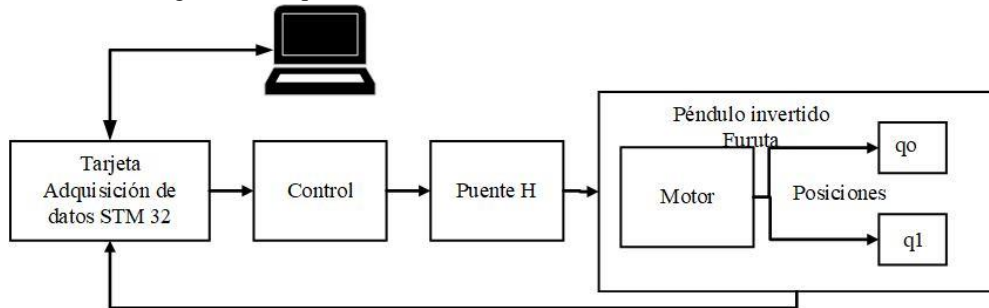 Tarjeta
Adquisición de
datos STM 32
Control
Puente H
Péndulo invertido
Furuta
Motor
Posiciones
qo
q1